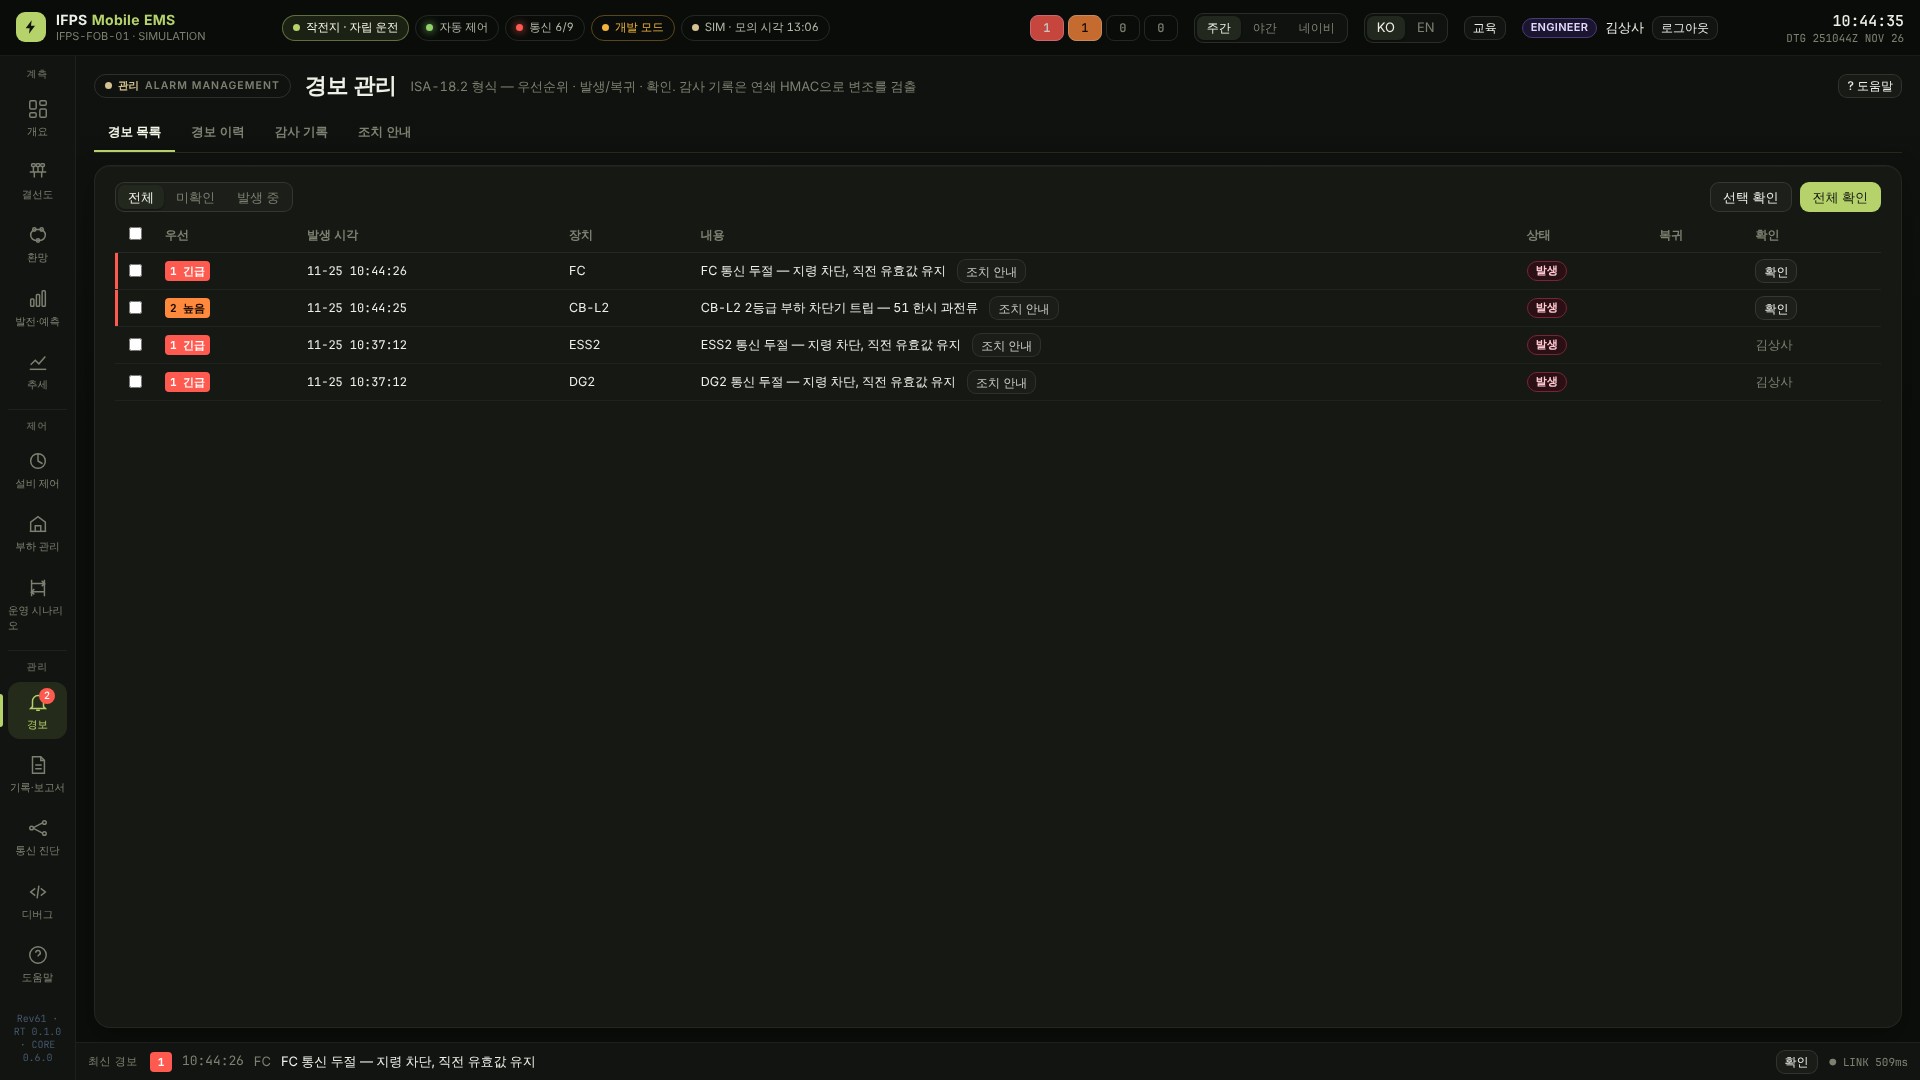 IFPS Mobile EMS
IFPS-FOB-01 · SIMULATION
작전지 · 자립 운전
자동 제어
통신 6/9
개발 모드
SIM · 모의 시각 13:06
1 1 0 0
주간 야간 네이비
KO EN
교육
ENGINEER 김상사 로그아웃
10:44:35
DTG 251044Z NOV 26
계측
개요
결선도
환망
발전·예측
추세
제어
설비 제어
부하 관리
운영 시나리
오
관리
2
경보
기록·보고서
통신 진단
디버그
도움말
Rev61 ·
RT 0.1.0
· CORE
0.6.0
관리 ALARM MANAGEMENT
경보 관리
ISA-18.2 형식 — 우선순위 · 발생/복귀 · 확인. 감사 기록은 연쇄 HMAC으로 변조를 검출
? 도움말
경보 목록 경보 이력 감사 기록 조치 안내
전체 미확인 발생 중
선택 확인 전체 확인
우선 발생 시각 장치 내용 상태 복귀 확인
1 긴급 11-25 10:44:26 FC FC 통신 두절 — 지령 차단, 직전 유효값 유지 조치 안내 발생 확인
2 높음 11-25 10:44:25 CB-L2 CB-L2 2등급 부하 차단기 트립 — 51 한시 과전류 조치 안내 발생 확인
1 긴급 11-25 10:37:12 ESS2 ESS2 통신 두절 — 지령 차단, 직전 유효값 유지 조치 안내 발생 김상사
1 긴급 11-25 10:37:12 DG2 DG2 통신 두절 — 지령 차단, 직전 유효값 유지 조치 안내 발생 김상사
최신 경보 1 10:44:26 FC FC 통신 두절 — 지령 차단, 직전 유효값 유지
확인 LINK 509ms